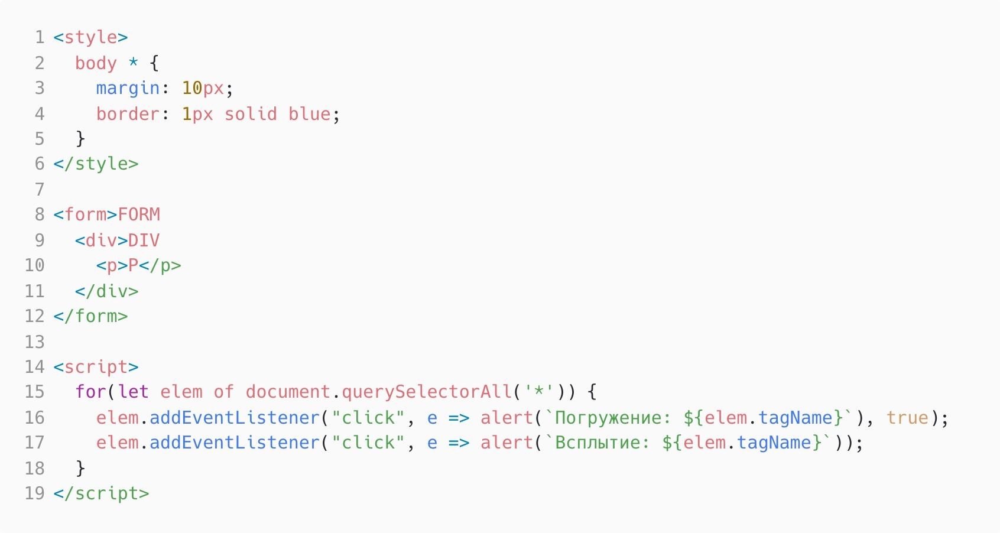 1 <style>
2   body * {
3     margin: 10px;
4     border: 1px solid blue;
5   }
6 </style>
7
8 <form>FORM
9   <div>DIV
10     <p>P</p>
11   </div>
12 </form>
13
14 <script>
15   for(let elem of document.querySelectorAll('*')) {
16     elem.addEventListener("click", e => alert(`Погружение: ${elem.tagName}`), true);
17     elem.addEventListener("click", e => alert(`Всплытие: ${elem.tagName}`));
18   }
19 </script>